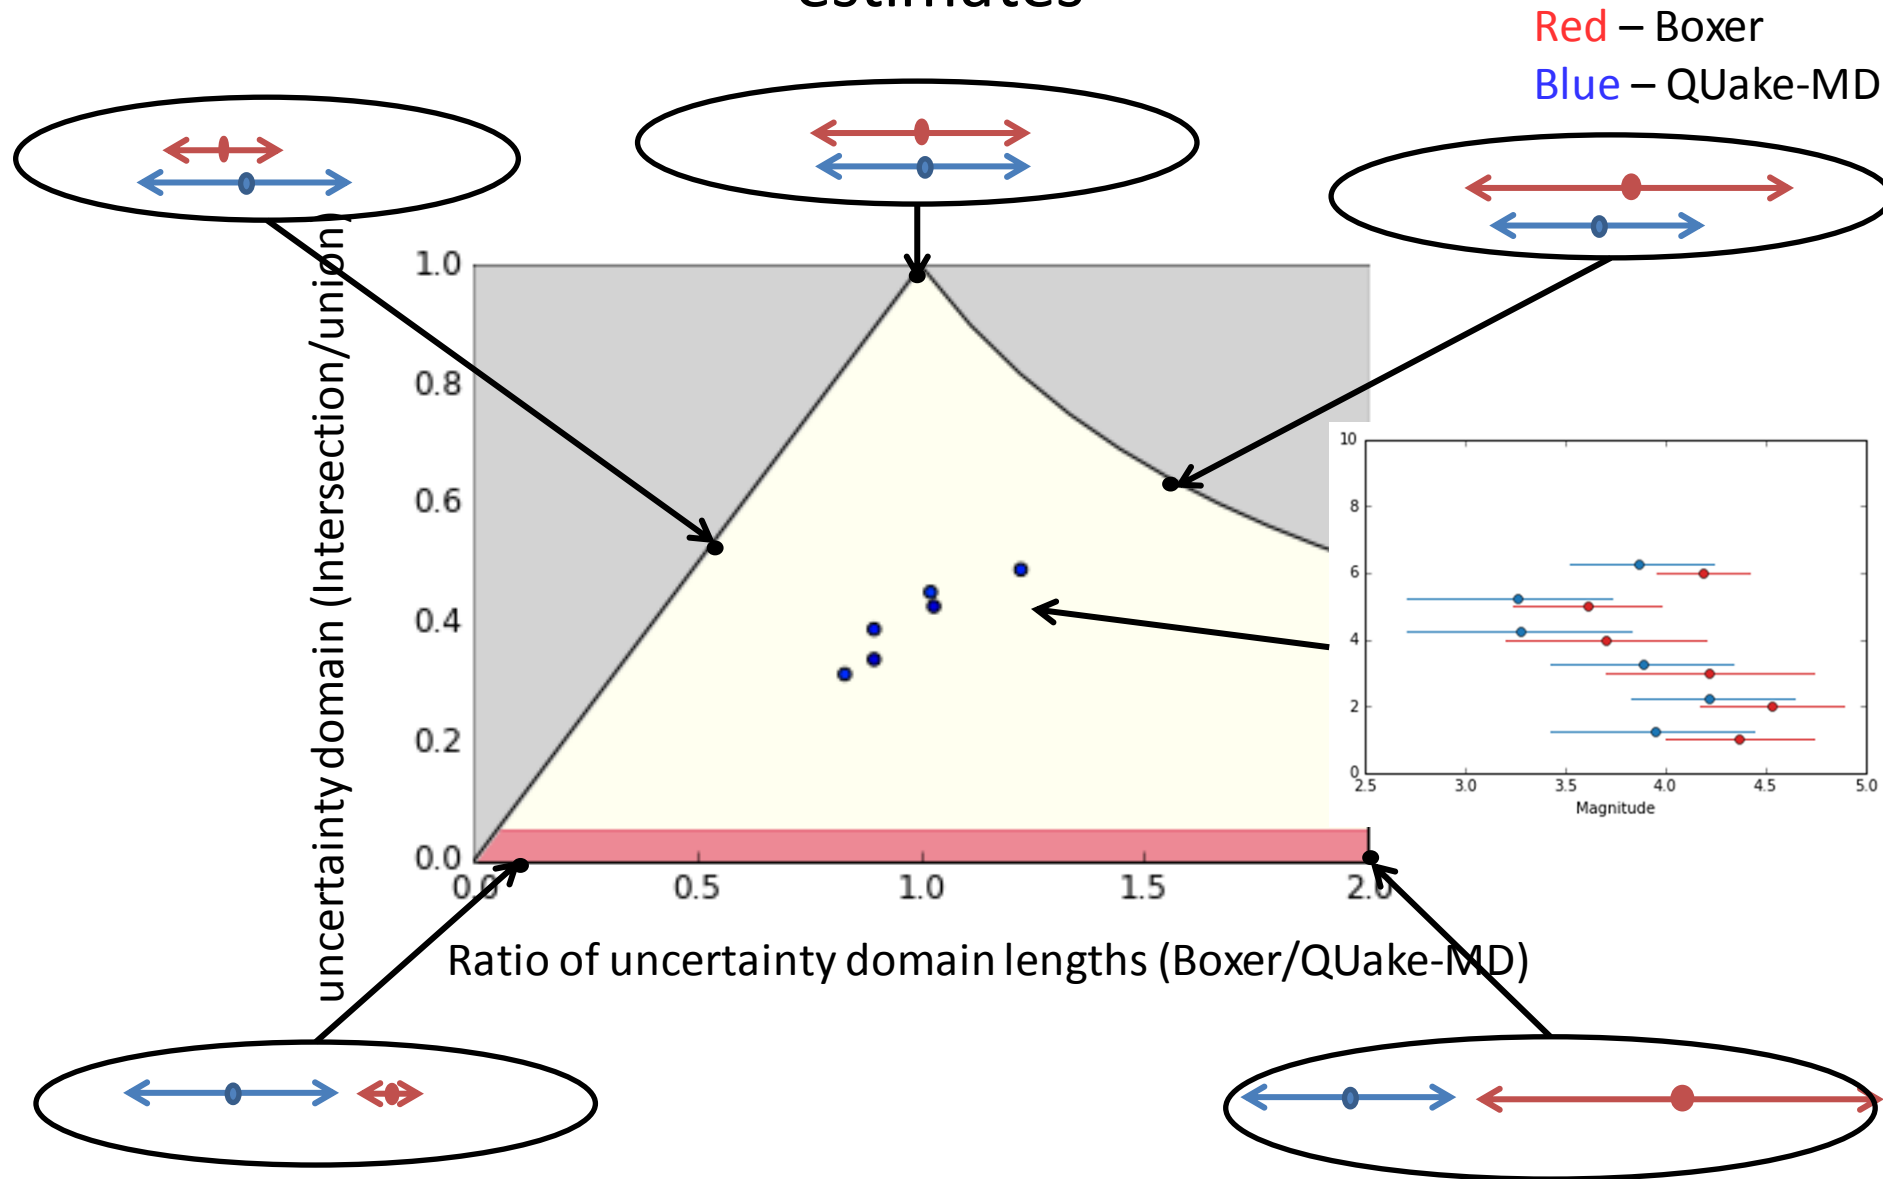 estimates
Red – Boxer
Blue – QUake-MD
uncertainty domain (Intersection/union)
1.0
0.8
0.6
0.4
0.2
0.0
0.0 0.5 1.0 1.5 2.0
Ratio of uncertainty domain lengths (Boxer/QUake-MD)
10
8
6
4
2
0
2.5 3.0 3.5 4.0 4.5 5.0
Magnitude